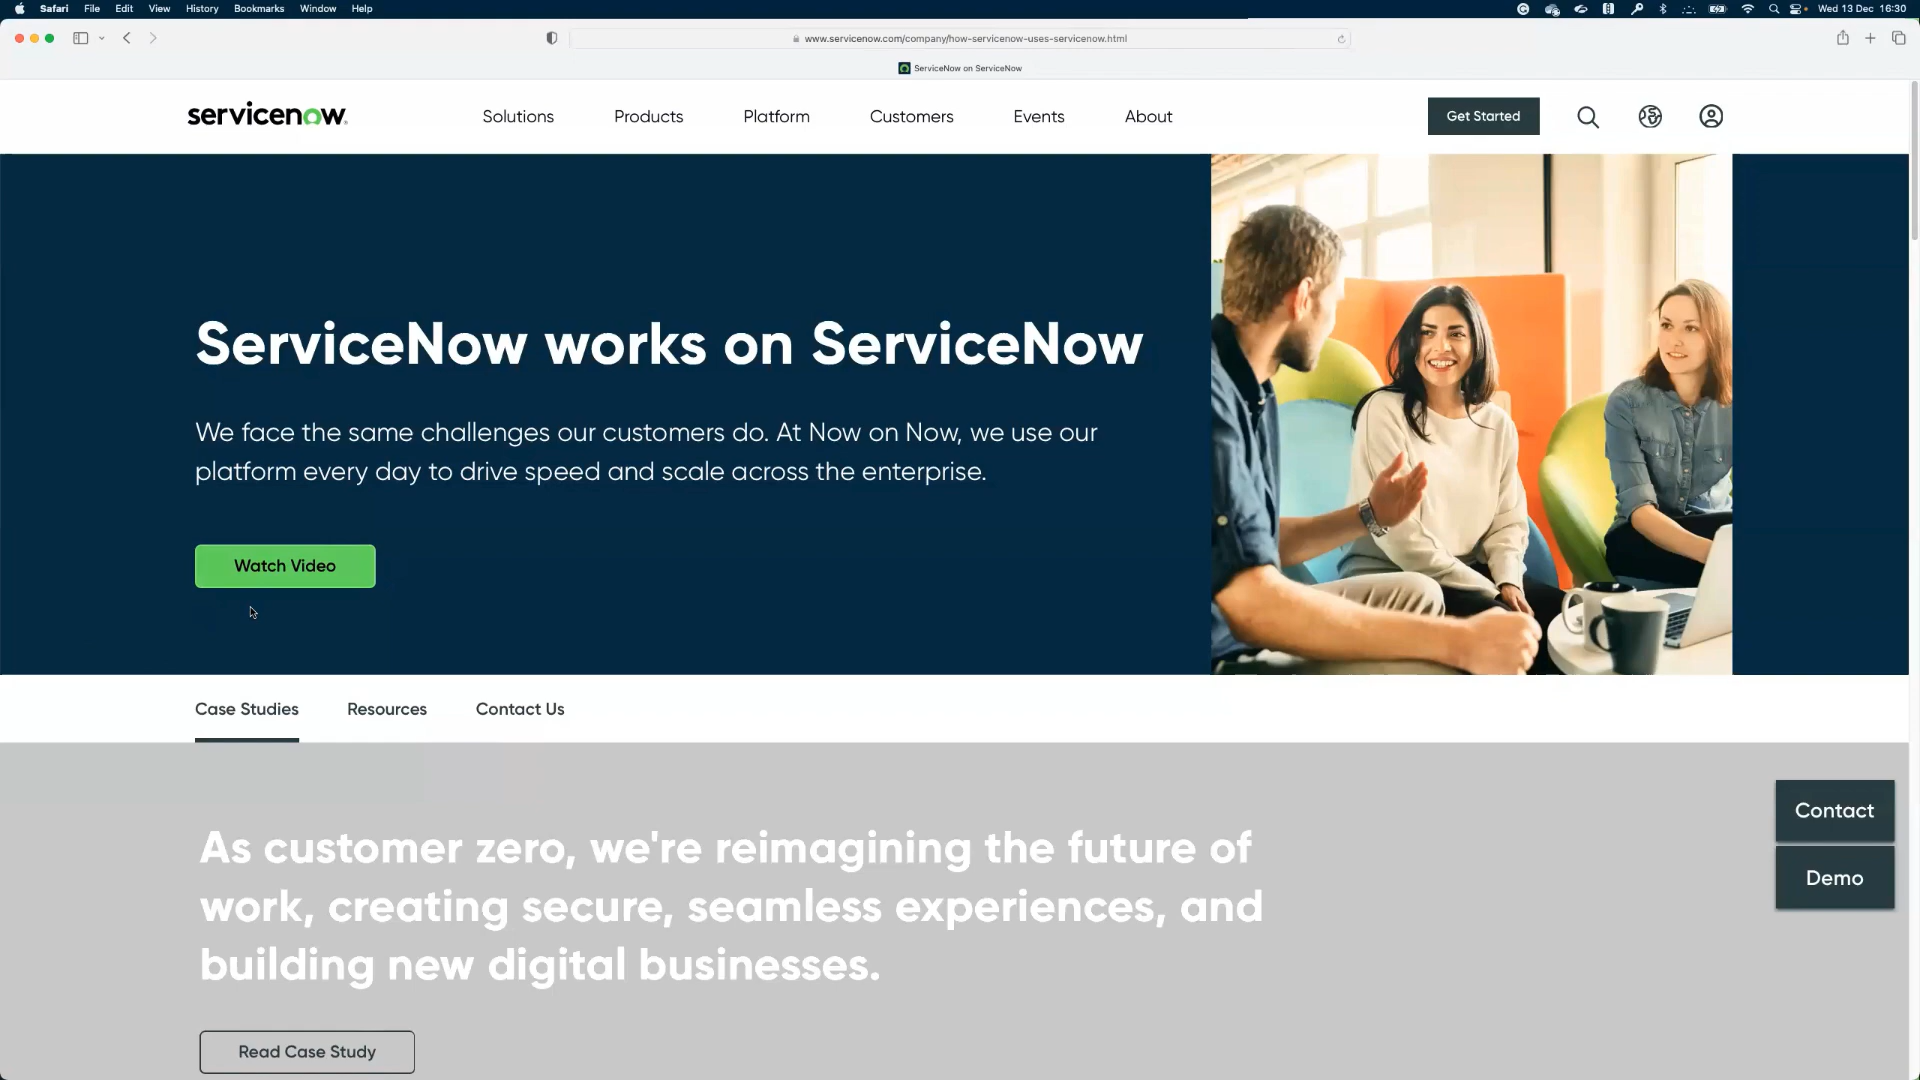 Safari File Edit View History Bookmarks Window Help Wed 13 Dec 16:30
www.servicenow.com/company/how-servicenow-uses-servicenow.html
ServiceNow on ServiceNow
servicenow Solutions Products Platform Customers Events About Get Started
ServiceNow works on ServiceNow
We face the same challenges our customers do. At Now on Now, we use our
platform every day to drive speed and scale across the enterprise.
Watch Video
Case Studies Resources Contact Us
As customer zero, we're reimagining the future of
work, creating secure, seamless experiences, and
building new digital businesses.
Read Case Study
Contact
Demo